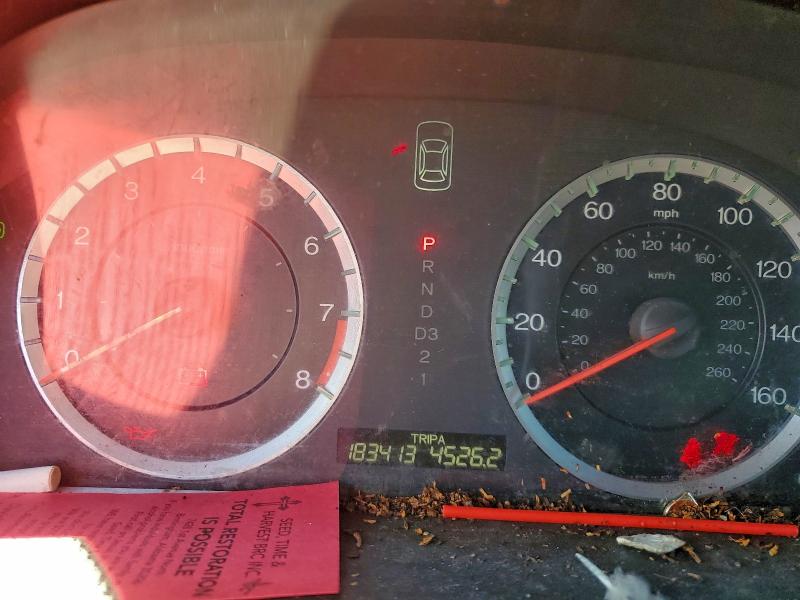 0
1
2
3
4
5
6
7
8
P
R
N
D
D3
2
1
TRIPA
183413 4526.2
0
20
40
60
80
100
120
140
160
mph
20
40
60
80
100
120
140
160
180
200
220
240
260
km/h
SEED TIME &
HARVEST BRC INC
TOTAL RESTORATION
IS POSSIBLE